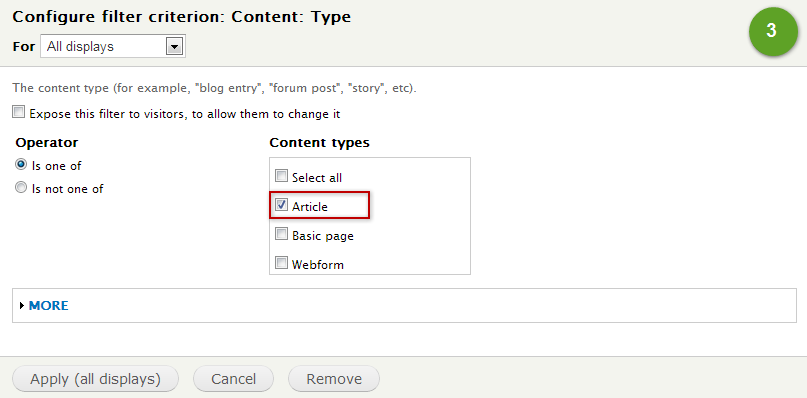 Configure filter criterion: Content: Type
3
For All displays
The content type (for example, "blog entry", "forum post", "story", etc).
Expose this filter to visitors, to allow them to change it
Operator
Is one of
Is not one of
Content types
Select all
Article
Basic page
Webform
MORE
Apply (all displays) Cancel Remove